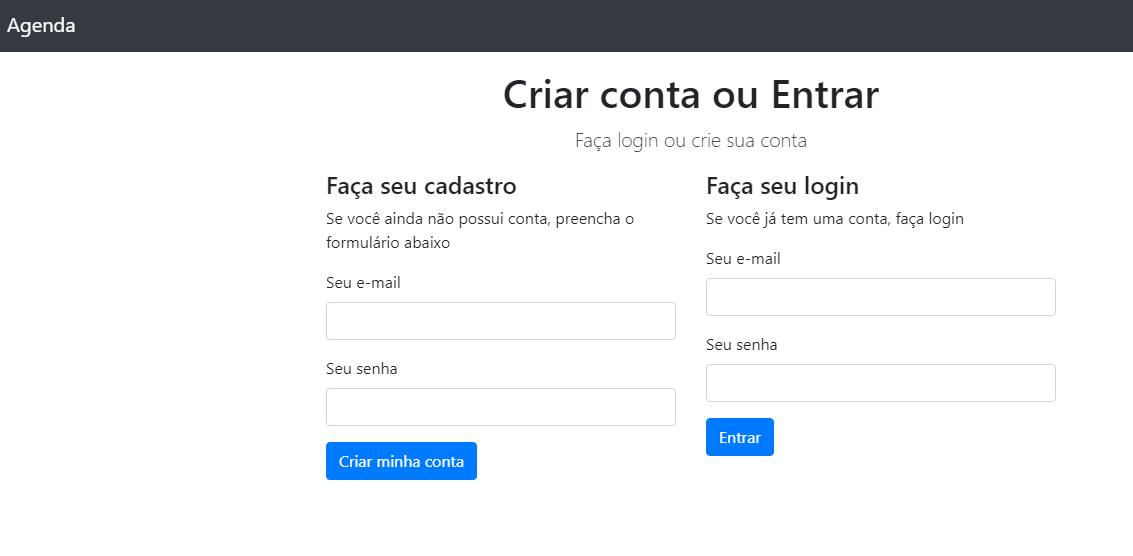 Agenda
Criar conta ou Entrar
Faça login ou crie sua conta
Faça seu cadastro
Se você ainda não possui conta, preencha o
formulário abaixo
Seu e-mail
Seu senha
Criar minha conta
Faça seu login
Se você já tem uma conta, faça login
Seu e-mail
Seu senha
Entrar